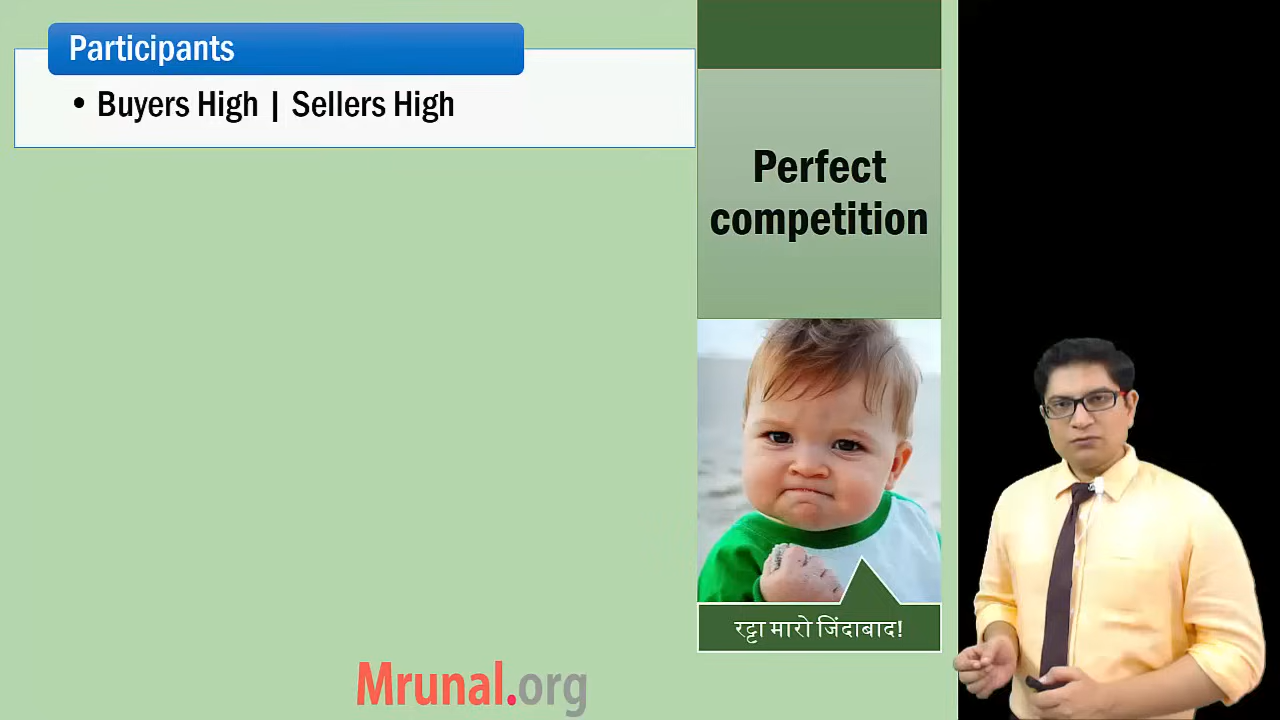 Participants
• Buyers High | Sellers High
Perfect
competition
रट्टा मारो जिंदाबाद!
Mrunal.org